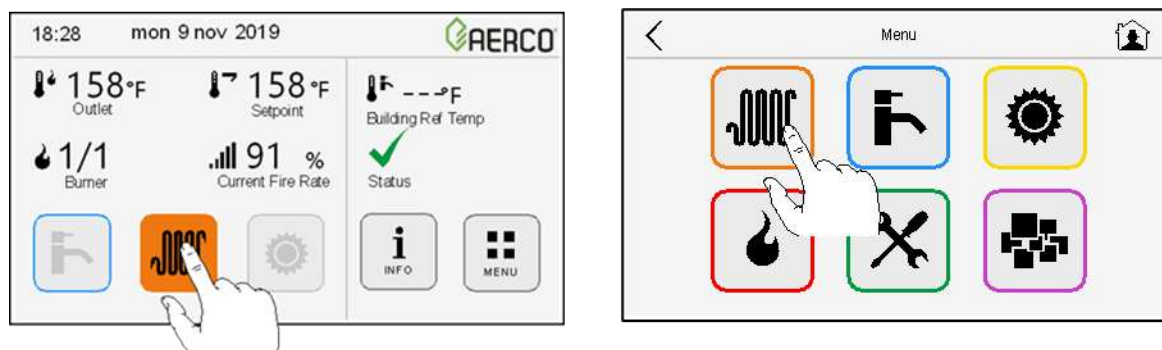 18:28 mon 9 nov 2019 AERCO
158°F 158°F ---°F
Outlet Setpoint Building Ref Temp
1/1 91 %
Burner Current Fire Rate Status
INFO MENU
Menu